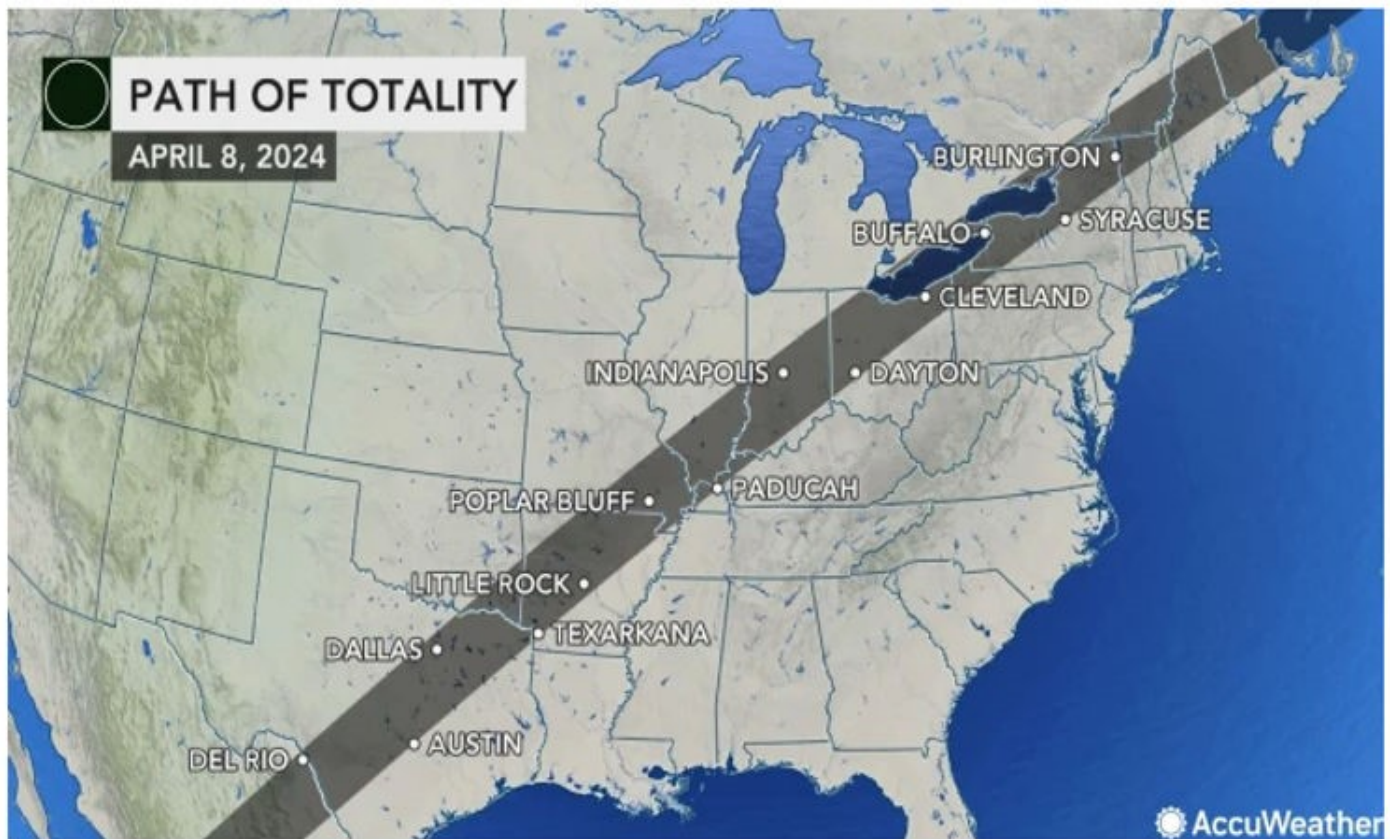 PATH OF TOTALITY
APRIL 8, 2024
BURLINGTON
SYRACUSE
BUFFALO
CLEVELAND
INDIANAPOLIS
DAYTON
POPLAR BLUFF
PADUCAH
LITTLE ROCK
TEXARKANA
DALLAS
AUSTIN
DEL RIO
AccuWeather